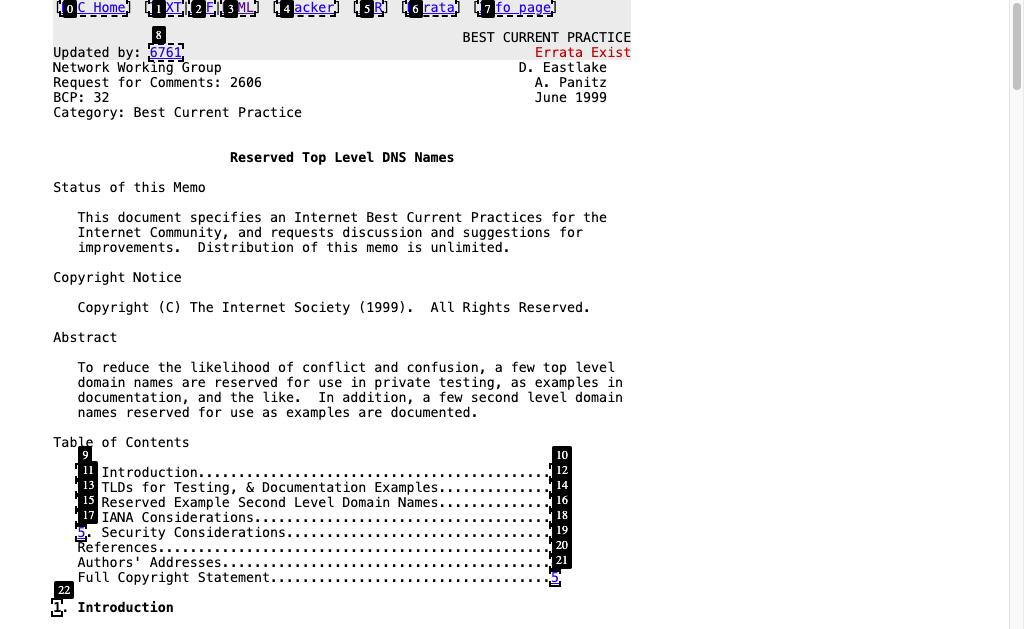 0 C Home] 1 XT 2 F 3 ML] 4 acker] 5 R] 6 rata] 7 fo page]
8 BEST CURRENT PRACTICE
Updated by: 6761 Errata Exist
Network Working Group D. Eastlake
Request for Comments: 2606 A. Panitz
BCP: 32 June 1999
Category: Best Current Practice
Reserved Top Level DNS Names
Status of this Memo
This document specifies an Internet Best Current Practices for the
Internet Community, and requests discussion and suggestions for
improvements.  Distribution of this memo is unlimited.
Copyright Notice
Copyright (C) The Internet Society (1999).  All Rights Reserved.
Abstract
To reduce the likelihood of conflict and confusion, a few top level
domain names are reserved for use in private testing, as examples in
documentation, and the like.  In addition, a few second level domain
names reserved for use as examples are documented.
Table of Contents
9 10
11 Introduction............................................ 12
13 TLDs for Testing, & Documentation Examples.............. 14
15 Reserved Example Second Level Domain Names.............. 16
17 IANA Considerations..................................... 18
5. Security Considerations................................. 19
References................................................. 20
Authors' Addresses......................................... 21
Full Copyright Statement...................................5
22
1. Introduction